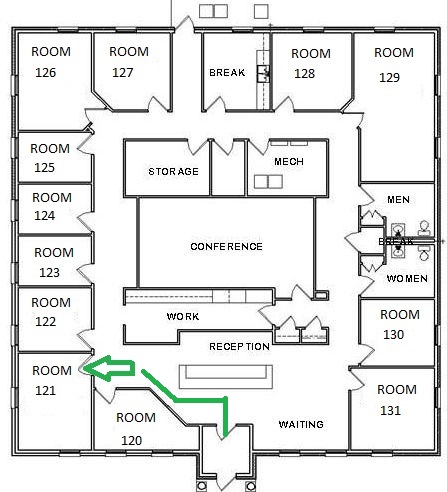 ROOM
126
ROOM
127
BREAK
ROOM
128
ROOM
129
ROOM
125
STORAGE
MECH
ROOM
124
MEN
CONFERENCE
BREAK
ROOM
123
WOMEN
ROOM
122
WORK
ROOM
130
RECEPTION
ROOM
121
ROOM
120
WAITING
ROOM
131